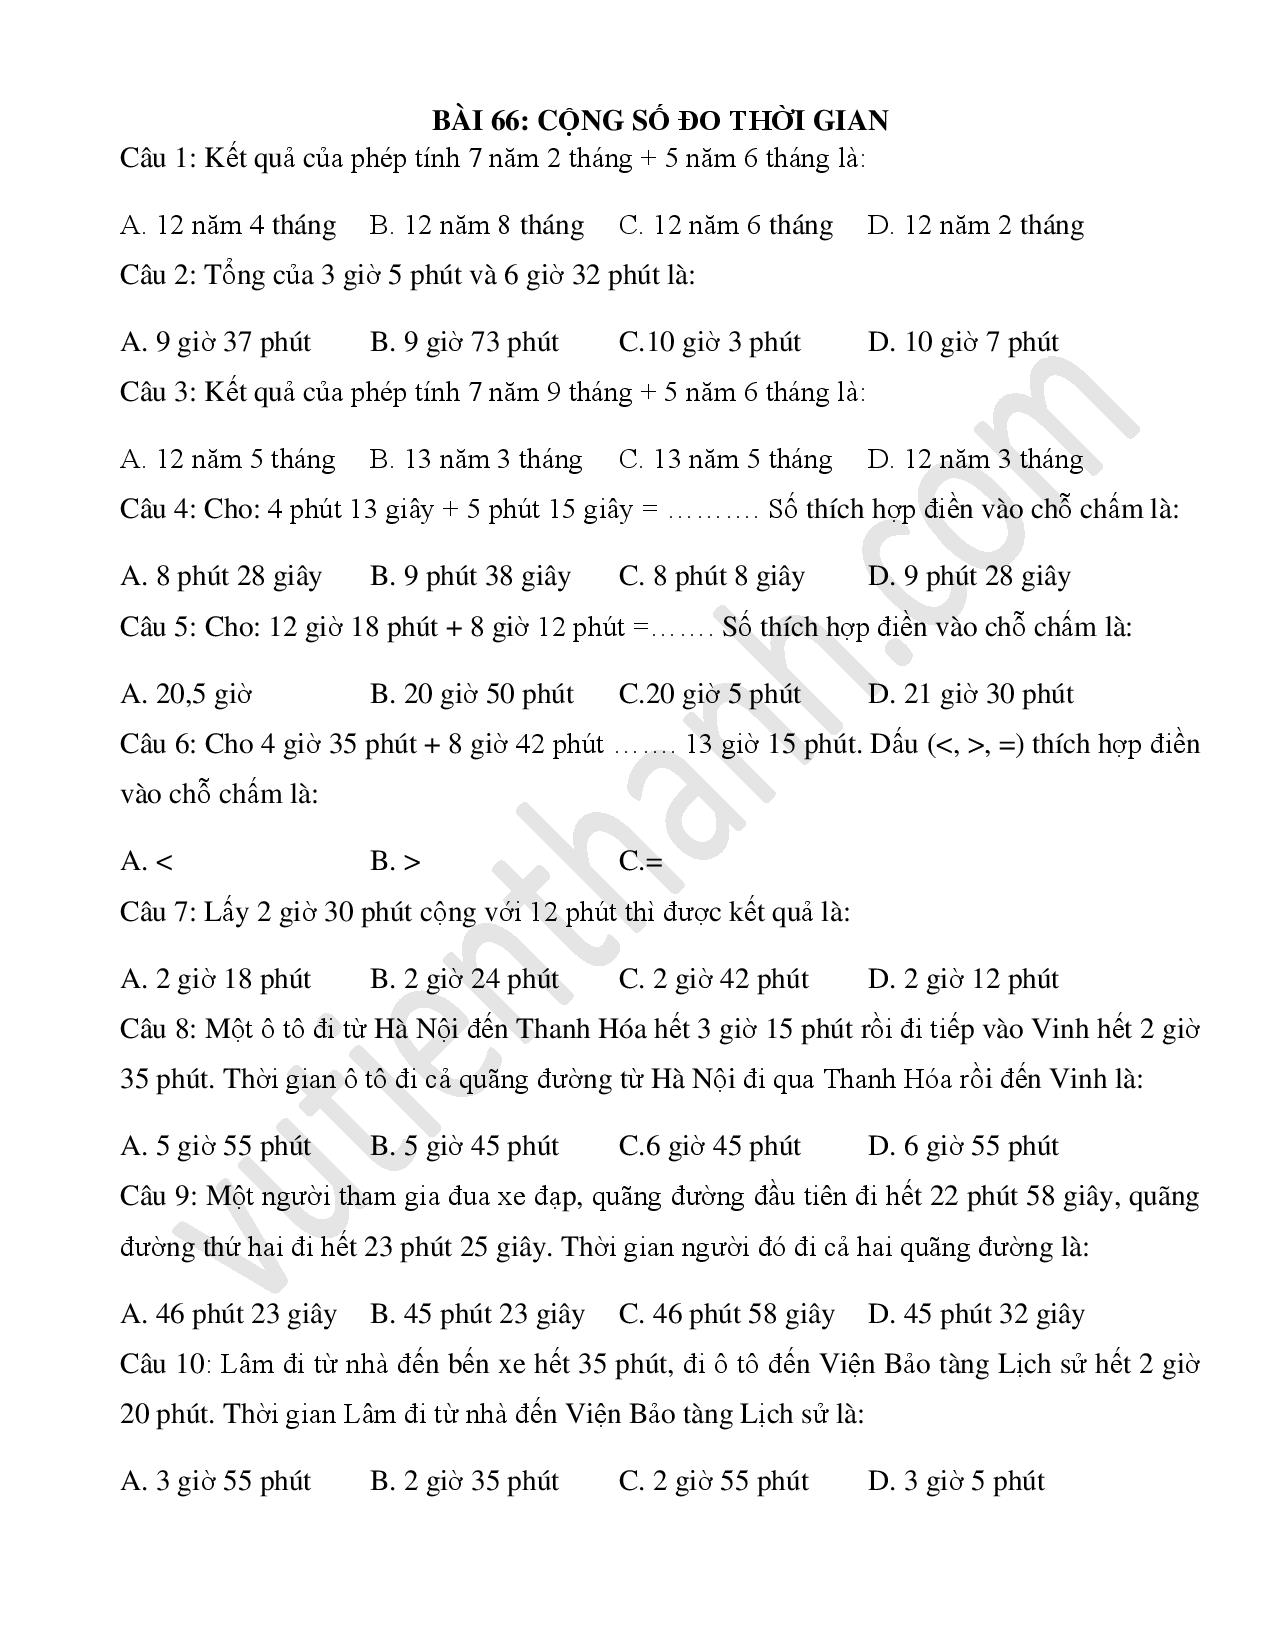 BÀI 66: CỘNG SỐ ĐO THỜI GIAN
Câu 1: Kết quả của phép tính 7 năm 2 tháng + 5 năm 6 tháng là:
A. 12 năm 4 tháng B. 12 năm 8 tháng C. 12 năm 6 tháng D. 12 năm 2 tháng
Câu 2: Tổng của 3 giờ 5 phút và 6 giờ 32 phút là:
A. 9 giờ 37 phút B. 9 giờ 73 phút C.10 giờ 3 phút D. 10 giờ 7 phút
Câu 3: Kết quả của phép tính 7 năm 9 tháng + 5 năm 6 tháng là:
A. 12 năm 5 tháng B. 13 năm 3 tháng C. 13 năm 5 tháng D. 12 năm 3 tháng
Câu 4: Cho: 4 phút 13 giây + 5 phút 15 giây = ………. Số thích hợp điền vào chỗ chấm là:
A. 8 phút 28 giây B. 9 phút 38 giây C. 8 phút 8 giây D. 9 phút 28 giây
Câu 5: Cho: 12 giờ 18 phút + 8 giờ 12 phút =……. Số thích hợp điền vào chỗ chấm là:
A. 20,5 giờ B. 20 giờ 50 phút C.20 giờ 5 phút D. 21 giờ 30 phút
Câu 6: Cho 4 giờ 35 phút + 8 giờ 42 phút ……. 13 giờ 15 phút. Dấu (<, >, =) thích hợp điền
vào chỗ chấm là:
A. < B. > C.=
Câu 7: Lấy 2 giờ 30 phút cộng với 12 phút thì được kết quả là:
A. 2 giờ 18 phút B. 2 giờ 24 phút C. 2 giờ 42 phút D. 2 giờ 12 phút
Câu 8: Một ô tô đi từ Hà Nội đến Thanh Hóa hết 3 giờ 15 phút rồi đi tiếp vào Vinh hết 2 giờ
35 phút. Thời gian ô tô đi cả quãng đường từ Hà Nội đi qua Thanh Hóa rồi đến Vinh là:
A. 5 giờ 55 phút B. 5 giờ 45 phút C.6 giờ 45 phút D. 6 giờ 55 phút
Câu 9: Một người tham gia đua xe đạp, quãng đường đầu tiên đi hết 22 phút 58 giây, quãng
đường thứ hai đi hết 23 phút 25 giây. Thời gian người đó đi cả hai quãng đường là:
A. 46 phút 23 giây B. 45 phút 23 giây C. 46 phút 58 giây D. 45 phút 32 giây
Câu 10: Lâm đi từ nhà đến bến xe hết 35 phút, đi ô tô đến Viện Bảo tàng Lịch sử hết 2 giờ
20 phút. Thời gian Lâm đi từ nhà đến Viện Bảo tàng Lịch sử là:
A. 3 giờ 55 phút B. 2 giờ 35 phút C. 2 giờ 55 phút D. 3 giờ 5 phút
vutienthanh.com